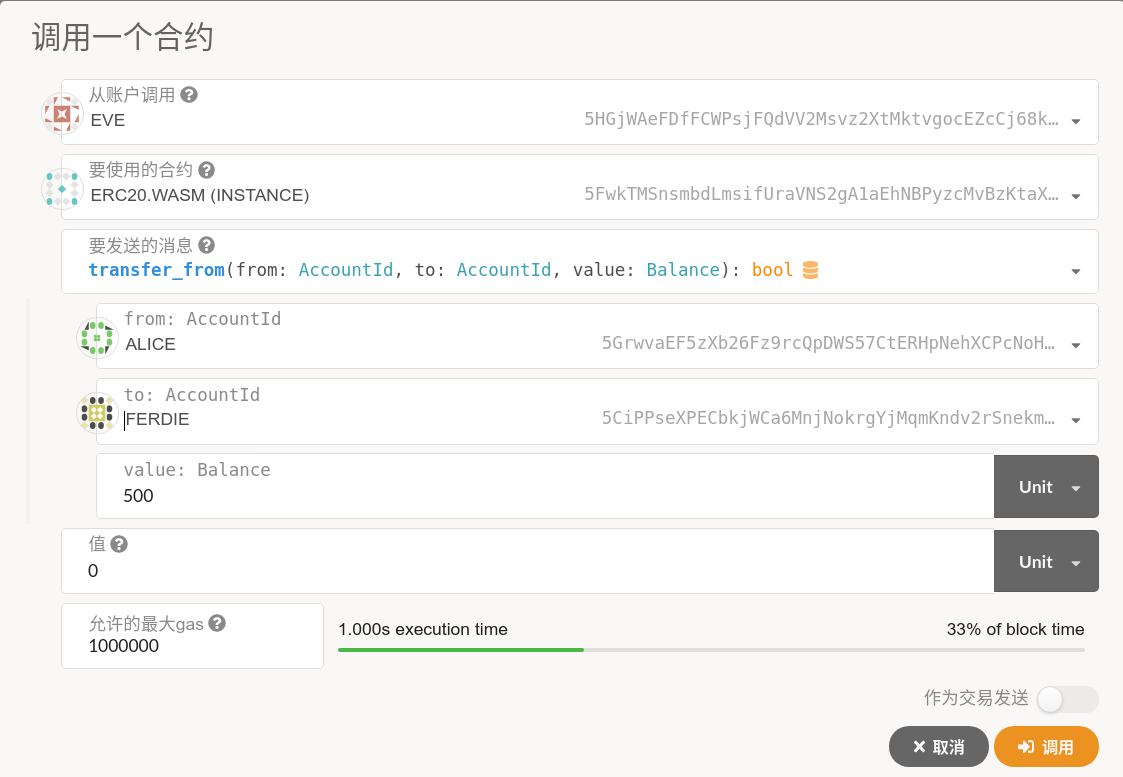 调用一个合约
从账户调用
EVE
5HGjWAeFDfFCWPsjFQdVV2Msvz2XtMktvgocEZcCj68k…
要使用的合约
ERC20.WASM (INSTANCE)
5FwkTMSnsmbdLmsifUraVNS2gA1aEhNBPyzcMvBzKtaX…
要发送的消息
transfer_from(from: AccountId, to: AccountId, value: Balance): bool
from: AccountId
ALICE
5GrwvaEF5zXb26Fz9rcQpDWS57CtERHpNehXCPcNoH…
to: AccountId
FERDIE
5CiPPseXPECbkjWCa6MnjNokrgYjMqmKndv2rSnekm…
value: Balance
500
Unit
值
0
Unit
允许的最大gas
1000000
1.000s execution time
33% of block time
作为交易发送
取消
调用